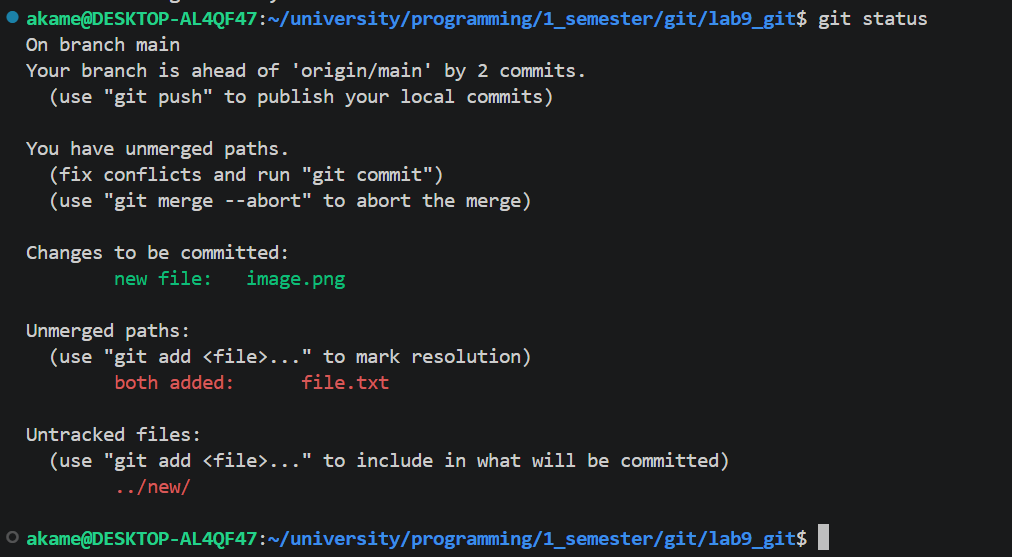 akame@DESKTOP-AL4QF47:~/university/programming/1_semester/git/lab9_git$ git status
On branch main
Your branch is ahead of 'origin/main' by 2 commits.
  (use "git push" to publish your local commits)
You have unmerged paths.
  (fix conflicts and run "git commit")
  (use "git merge --abort" to abort the merge)
Changes to be committed:
        new file:   image.png
Unmerged paths:
  (use "git add <file>..." to mark resolution)
        both added:      file.txt
Untracked files:
  (use "git add <file>..." to include in what will be committed)
        ../new/
akame@DESKTOP-AL4QF47:~/university/programming/1_semester/git/lab9_git$